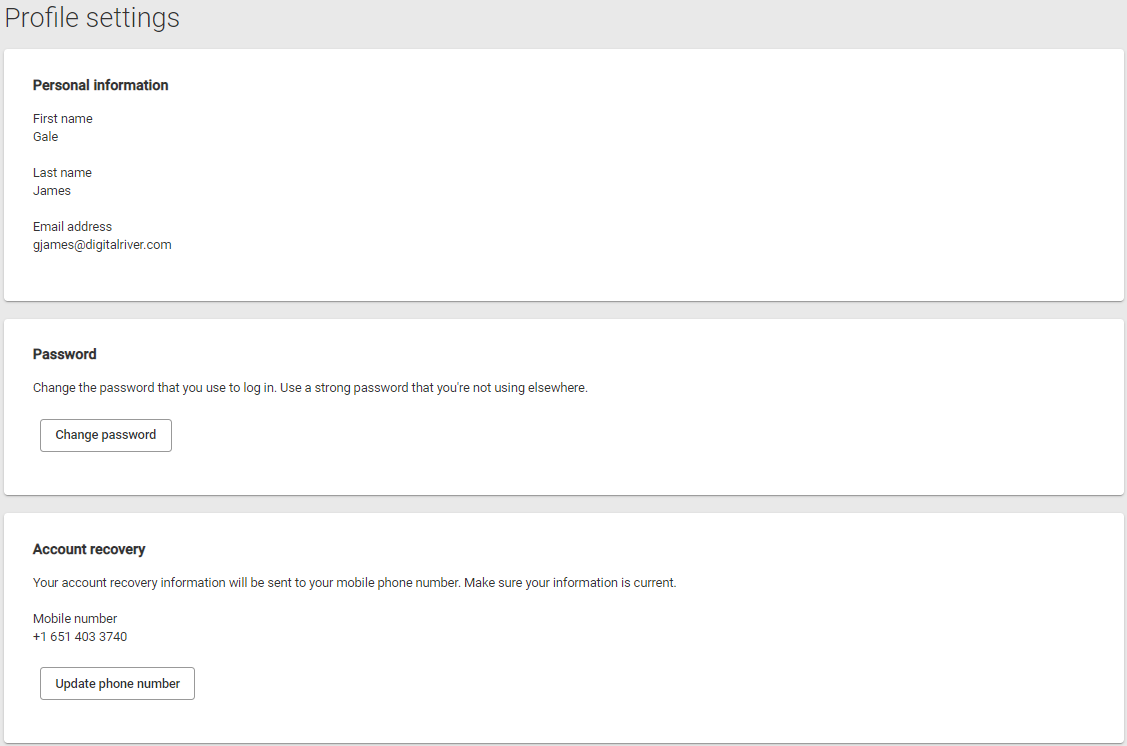 Profile settings
Personal information
First name
Gale
Last name
James
Email address
gjames@digitalriver.com
Password
Change the password that you use to log in. Use a strong password that you're not using elsewhere.
Change password
Account recovery
Your account recovery information will be sent to your mobile phone number. Make sure your information is current.
Mobile number
+1 651 403 3740
Update phone number